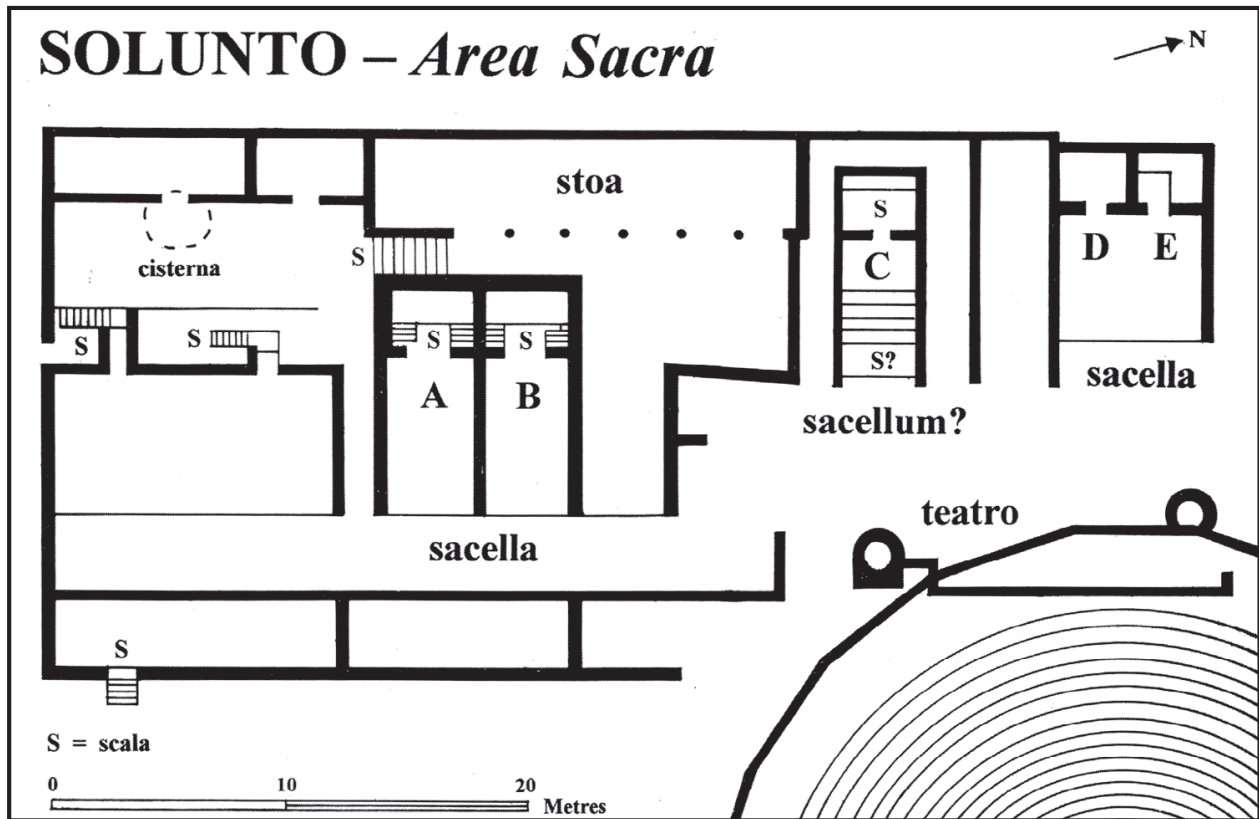 SOLUNTO – Area Sacra
N
stoa
S
S
C
D E
cisterna
S
S
S
S S
S?
A B
sacella
sacellum?
teatro
sacella
S
S = scala
0 10 20
Metres